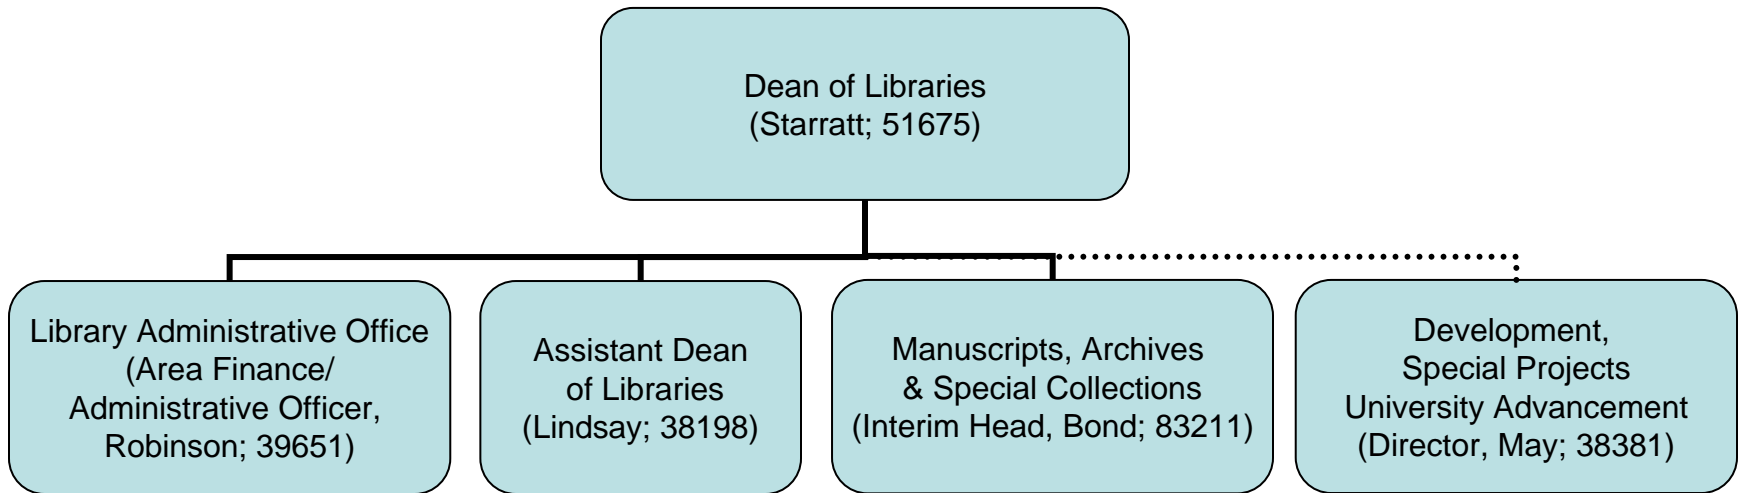 Dean of Libraries
(Starratt; 51675)
Library Administrative Office
(Area Finance/
Administrative Officer,
Robinson; 39651)
Assistant Dean
of Libraries
(Lindsay; 38198)
Manuscripts, Archives
& Special Collections
(Interim Head, Bond; 83211)
Development,
Special Projects
University Advancement
(Director, May; 38381)